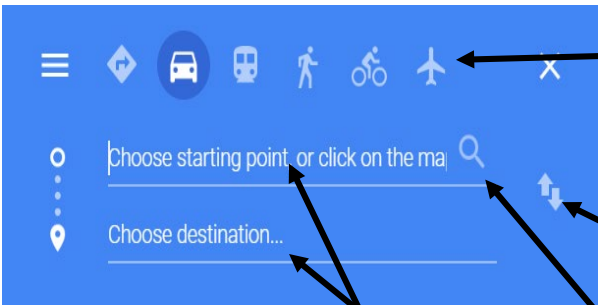 Choose starting point, or click on the ma
Choose destination...